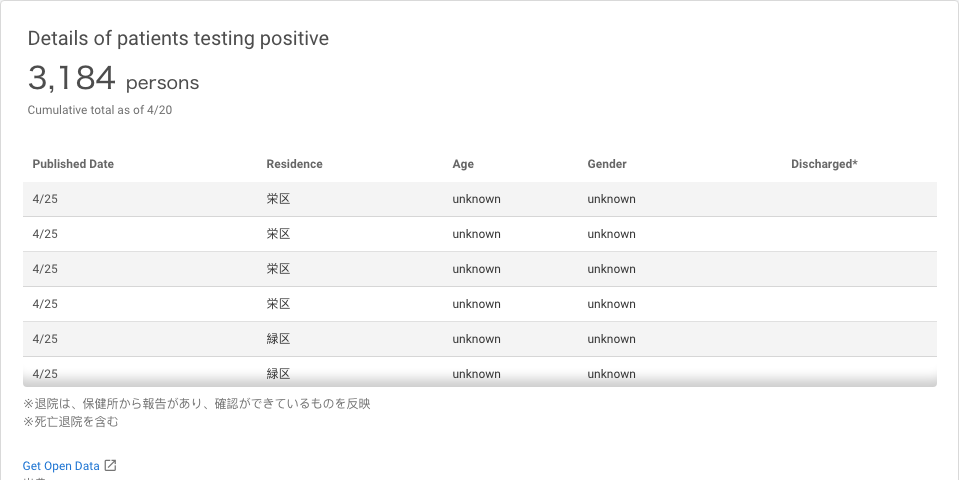 Details of patients testing positive
3,184 persons
Cumulative total as of 4/20
Published Date Residence Age Gender Discharged*
4/25 栄区 unknown unknown
4/25 栄区 unknown unknown
4/25 栄区 unknown unknown
4/25 栄区 unknown unknown
4/25 緑区 unknown unknown
4/25 緑区 unknown unknown
※退院は、保健所から報告があり、確認ができているものを反映
※死亡退院を含む
Get Open Data